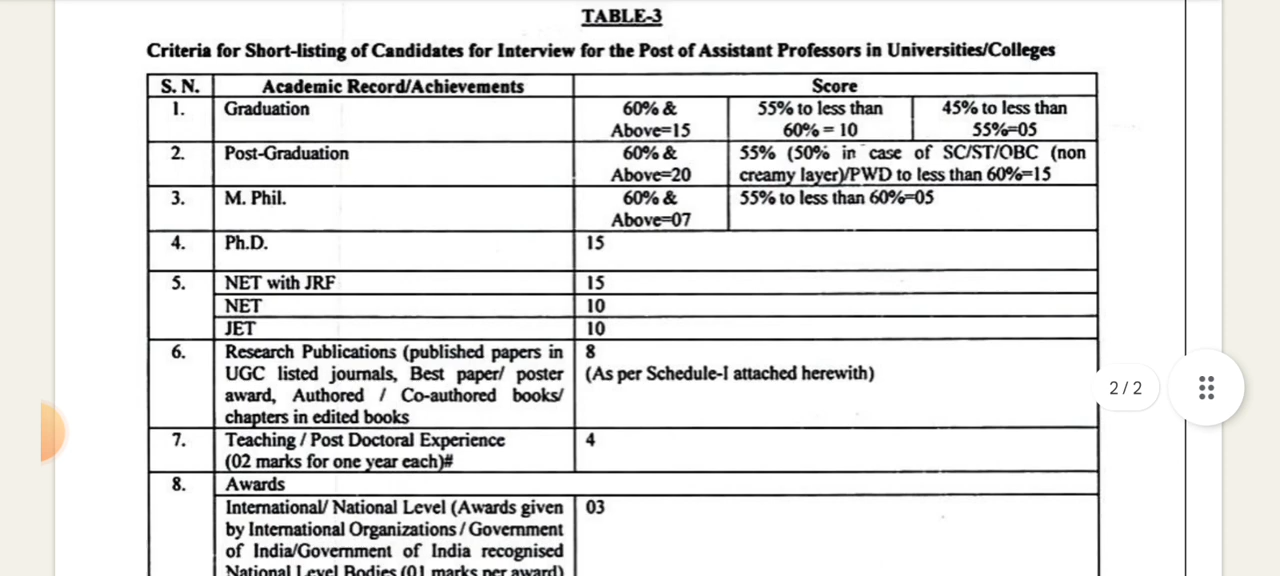 TABLE-3
Criteria for Short-listing of Candidates for Interview for the Post of Assistant Professors in Universities/Colleges
S. N. Academic Record/Achievements Score
1. Graduation 60% & 55% to less than 45% to less than
Above=15 60% = 10 55%=05
2. Post-Graduation 60% & 55% (50% in case of SC/ST/OBC (non
Above=20 creamy layer)/PWD to less than 60%=15
3. M. Phil. 60% & 55% to less than 60%=05
Above=07
4. Ph.D. 15
5. NET with JRF 15
NET 10
JET 10
6. Research Publications (published papers in 8
UGC listed journals, Best paper/ poster (As per Schedule-I attached herewith)
award, Authored / Co-authored books/
chapters in edited books
7. Teaching / Post Doctoral Experience 4
(02 marks for one year each)#
8. Awards
International/ National Level (Awards given 03
by International Organizations / Government
of India/Government of India recognised
National Level Bodies (01 marks per award)
2 / 2